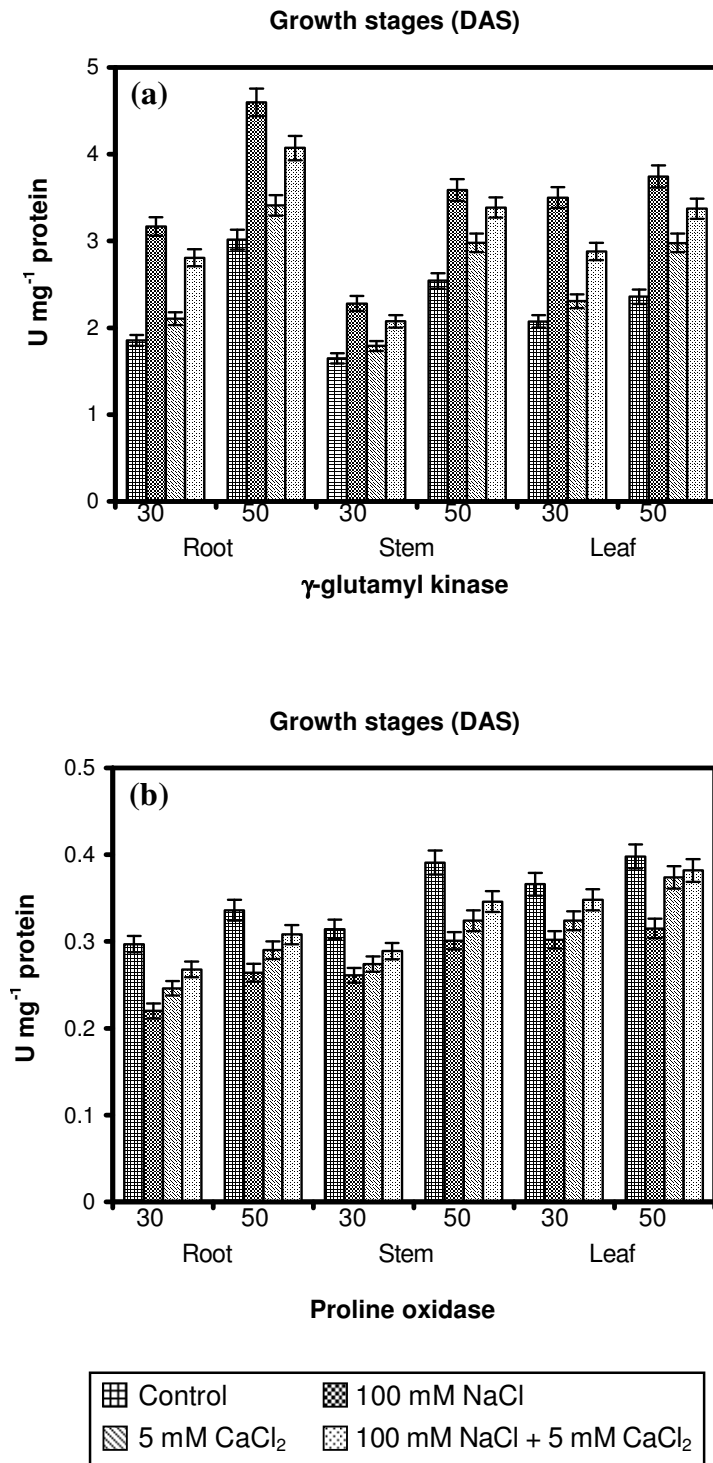 Growth stages (DAS)
(a)
5
4
3
2
1
0
U mg⁻¹ protein
30 50 30 50 30 50
Root Stem Leaf
γ-glutamyl kinase
Growth stages (DAS)
(b)
0.5
0.4
0.3
0.2
0.1
0
U mg⁻¹ protein
30 50 30 50 30 50
Root Stem Leaf
Proline oxidase
Control 100 mM NaCl
5 mM CaCl₂ 100 mM NaCl + 5 mM CaCl₂